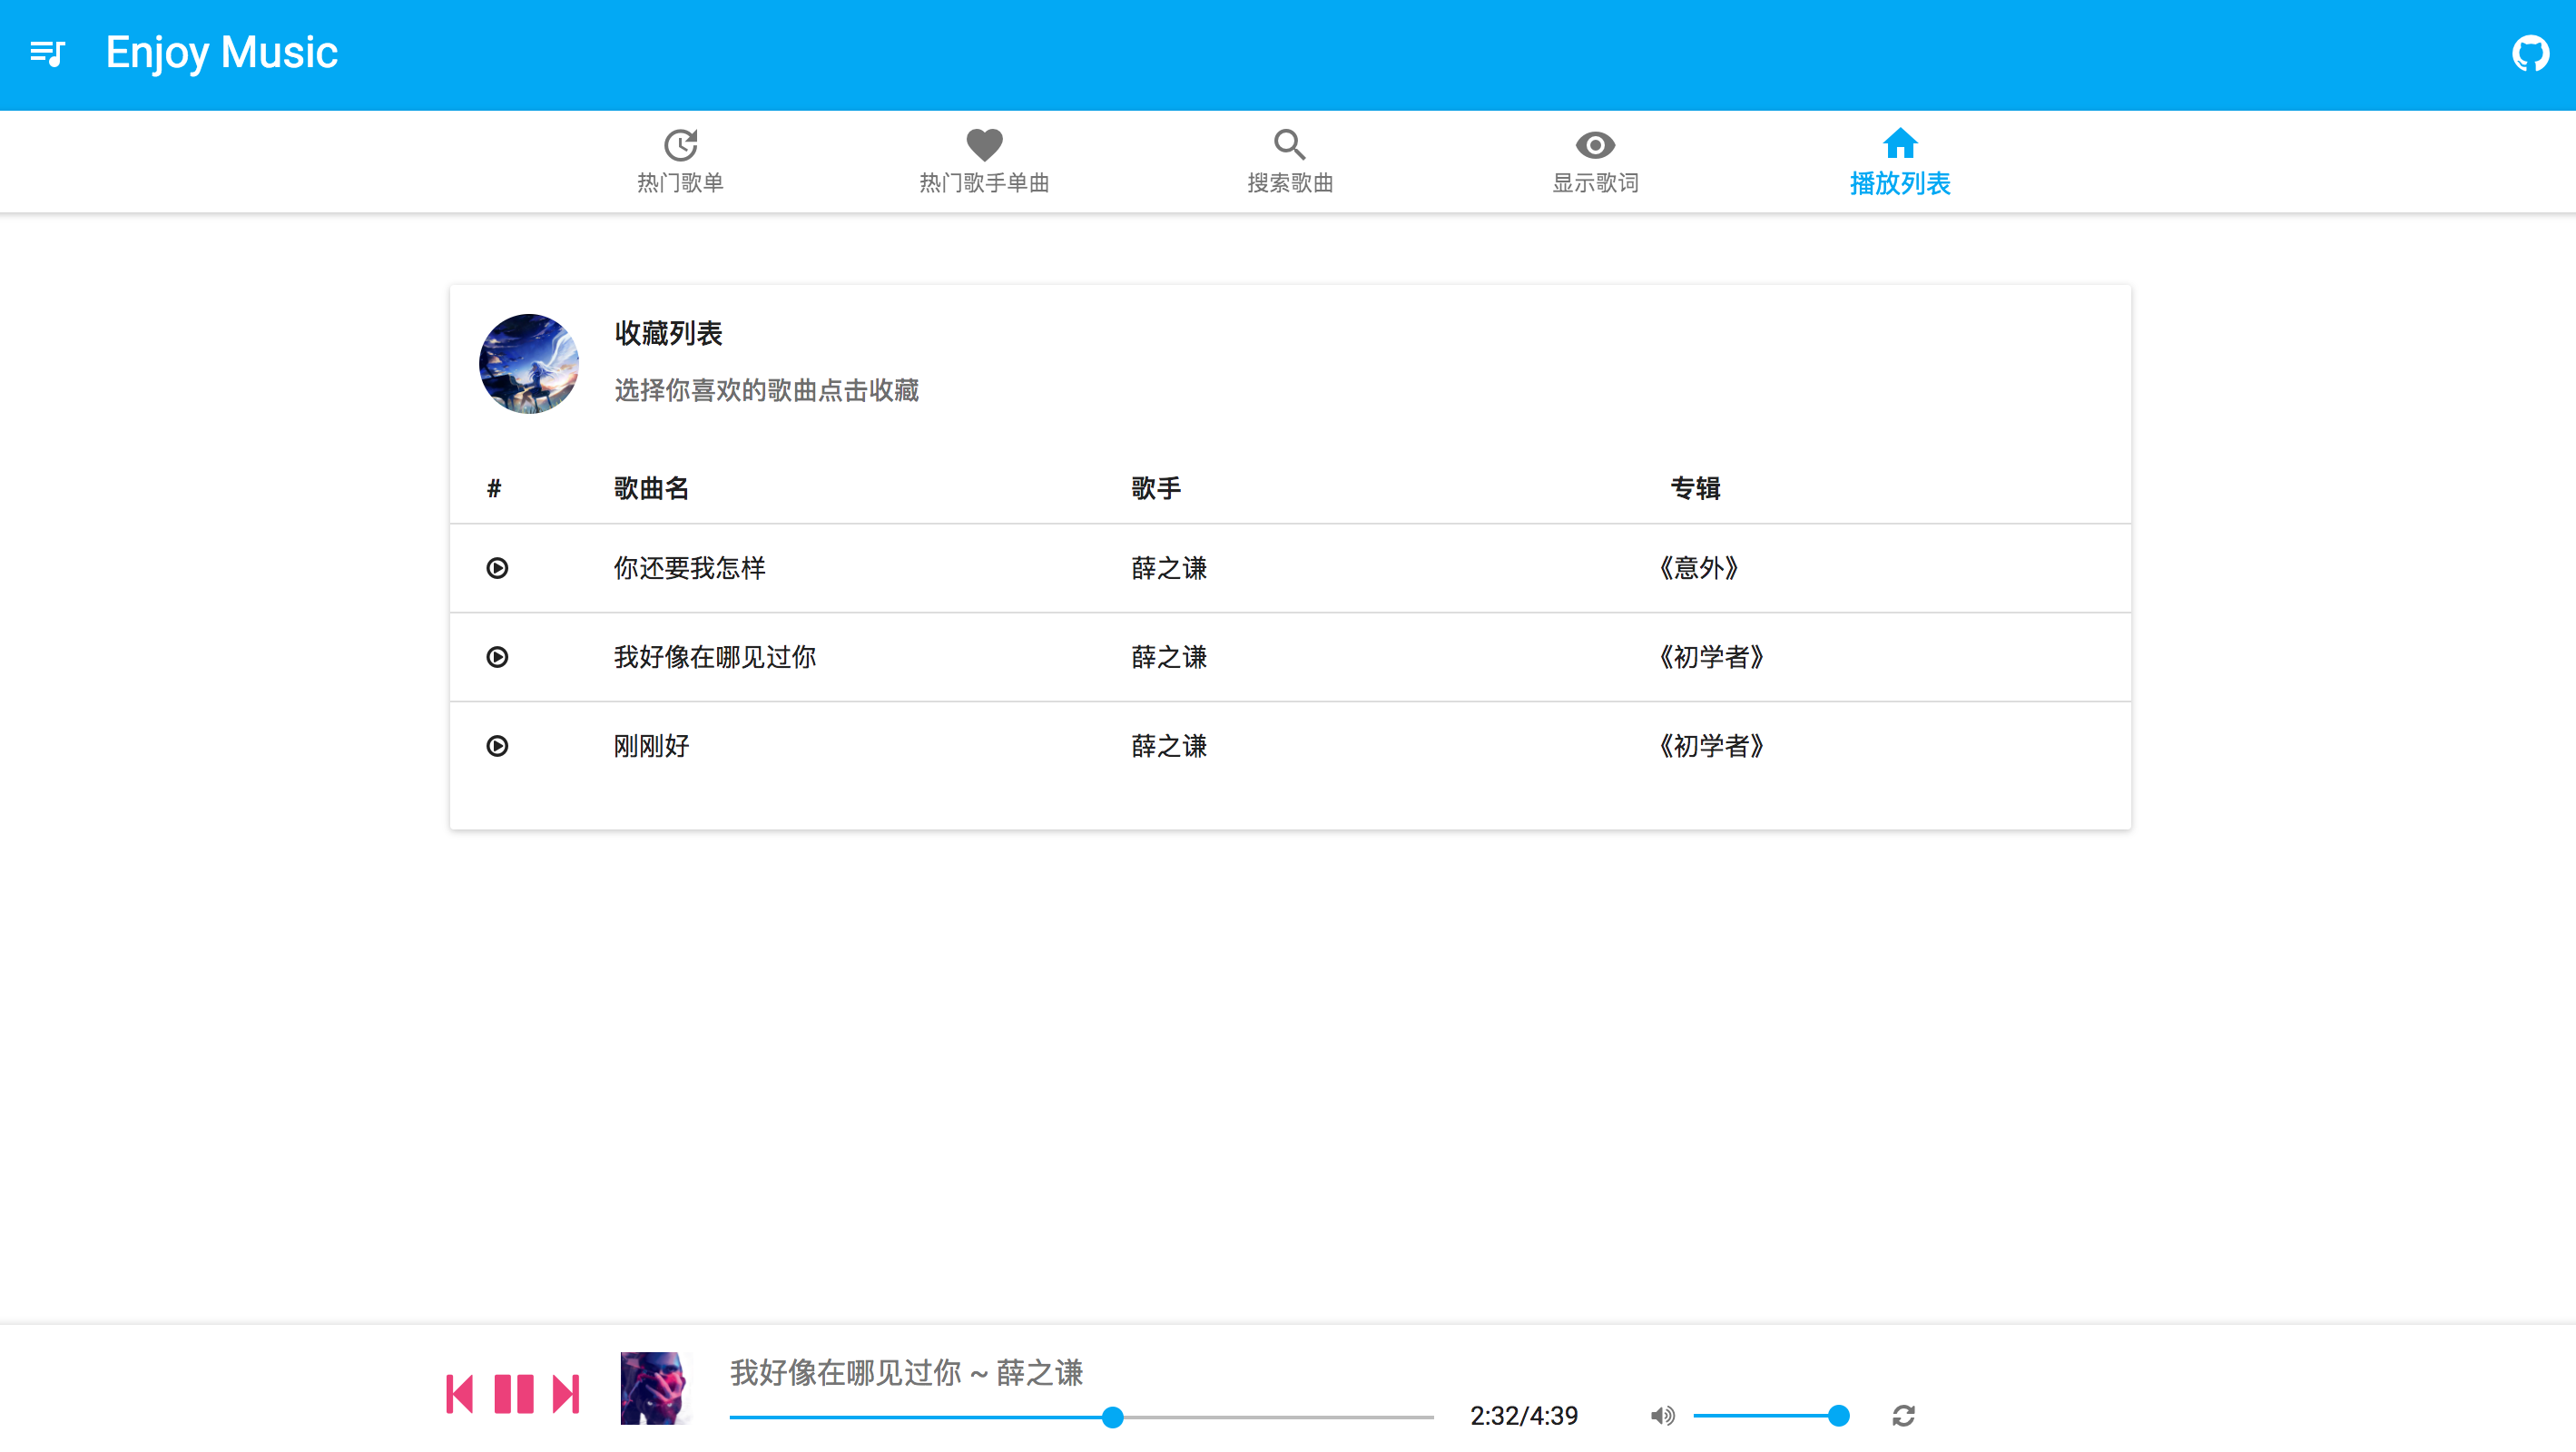 Enjoy Music
热门歌单 热门歌手单曲 搜索歌曲 显示歌词 播放列表
收藏列表
选择你喜欢的歌曲点击收藏
# 歌曲名 歌手 专辑
你还要我怎样 薛之谦 《意外》
我好像在哪见过你 薛之谦 《初学者》
刚刚好 薛之谦 《初学者》
我好像在哪见过你 ~ 薛之谦
2:32/4:39